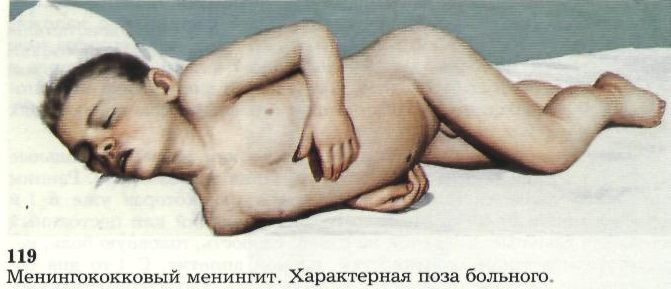 119
Менингококковый менингит. Характерная поза больного.